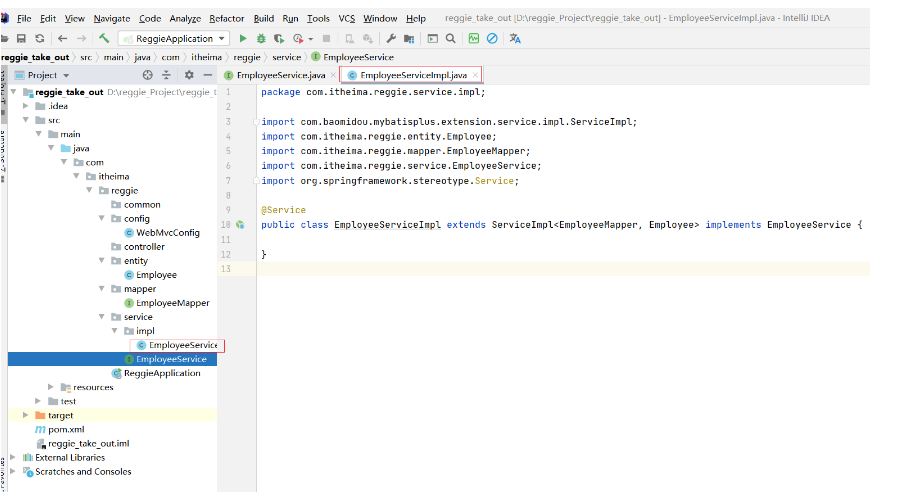 File Edit View Navigate Code Analyze Refactor Build Run Tools VCS Window Help reggie_take_out [D:\reggie_Project\reggie_take_out] - EmployeeServiceImpl.java - IntelliJ IDEA
ReggieApplication
reggie_take_out src main java com itheima reggie service EmployeeService
Project
EmployeeService.java
EmployeeServiceImpl.java
reggie_take_out D:\reggie_Project\reggie_t
.idea
src
main
java
com
itheima
reggie
common
config
WebMvcConfig
controller
entity
Employee
mapper
EmployeeMapper
service
impl
EmployeeService
EmployeeService
ReggieApplication
resources
test
target
pom.xml
reggie_take_out.iml
External Libraries
Scratches and Consoles
1 package com.itheima.reggie.service.impl;
2
3 import com.baomidou.mybatisplus.extension.service.impl.ServiceImpl;
4 import com.itheima.reggie.entity.Employee;
5 import com.itheima.reggie.mapper.EmployeeMapper;
6 import com.itheima.reggie.service.EmployeeService;
7 import org.springframework.stereotype.Service;
8
9 @Service
10 public class EmployeeServiceImpl extends ServiceImpl<EmployeeMapper, Employee> implements EmployeeService {
11
12 }
13